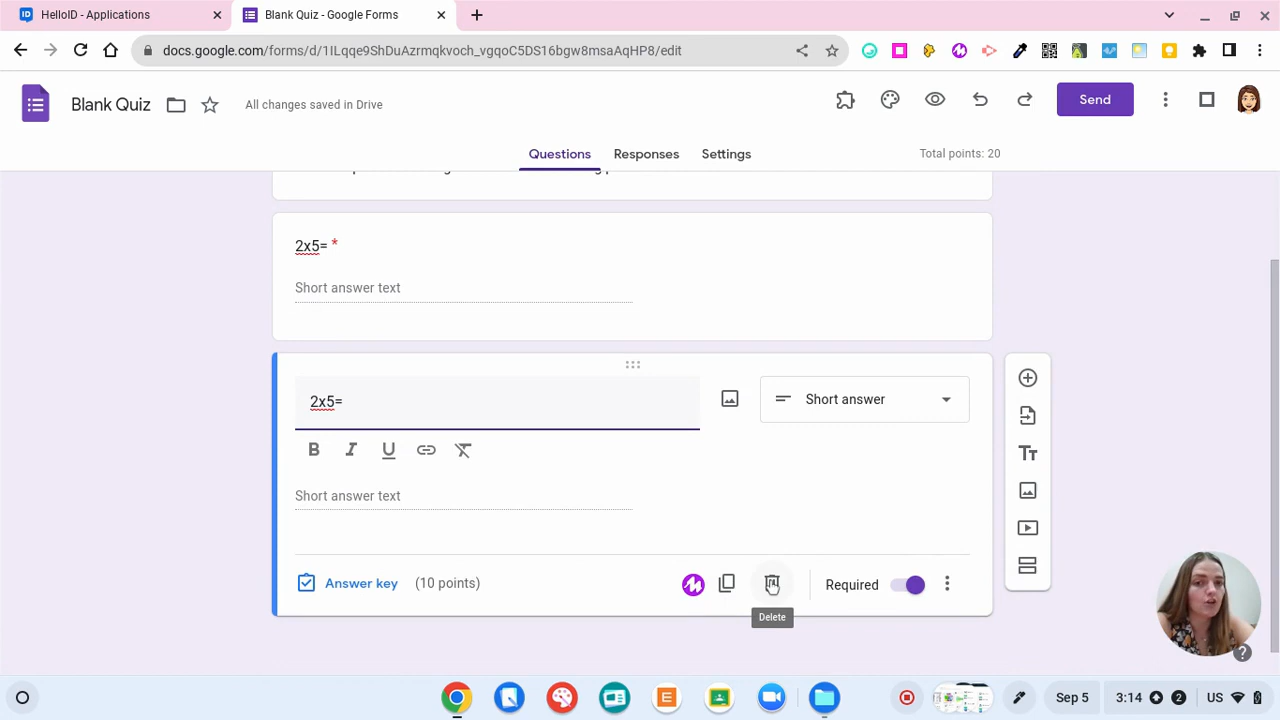 HelloID - Applications
Blank Quiz - Google Forms
docs.google.com/forms/d/1ILqqe9ShDuAzrmqkvoch_vgqoC5DS16bgw8msaAqHP8/edit
Blank Quiz
All changes saved in Drive
Send
Questions
Responses
Settings
Total points: 20
2x5= *
Short answer text
2x5=
Short answer
B I U
Short answer text
Answer key (10 points)
Required
Delete
Sep 5
3:14
2
US